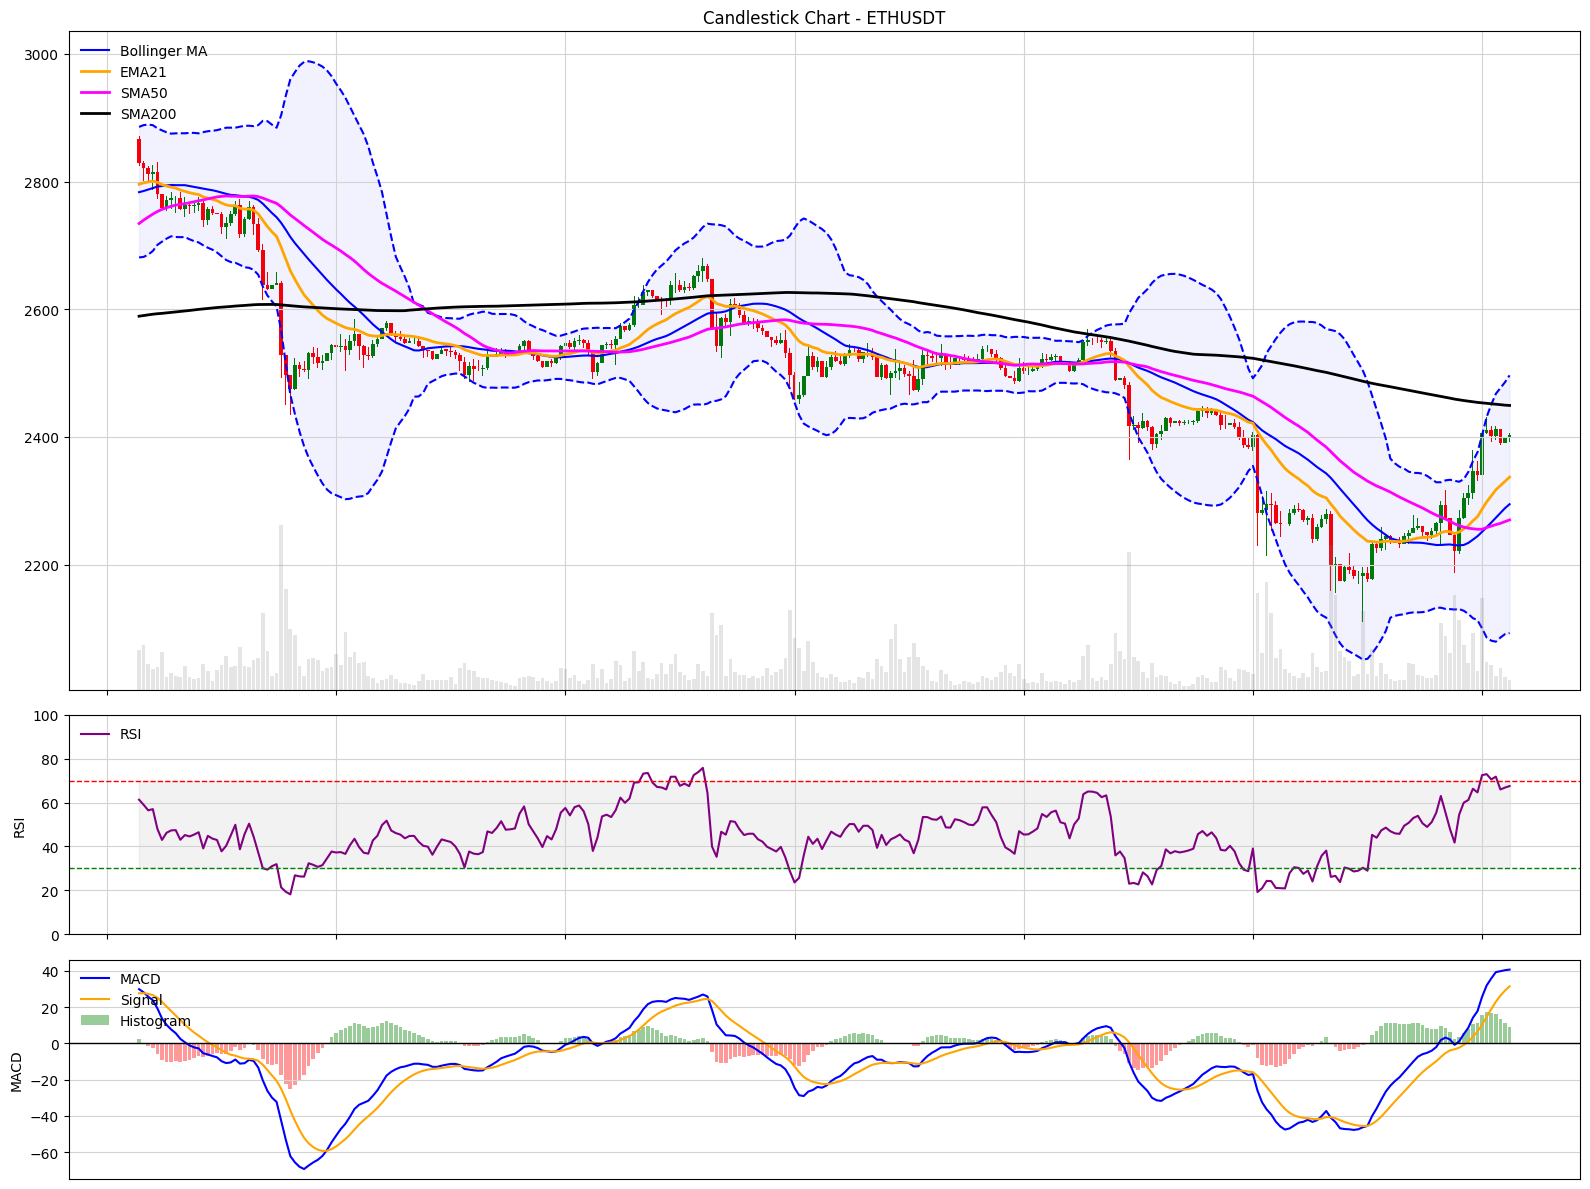 Candlestick Chart - ETHUSDT
Bollinger MA
EMA21
SMA50
SMA200
3000
2800
2600
2400
2200
RSI
RSI
100
80
60
40
20
0
MACD
Signal
Histogram
MACD
40
20
0
−20
−40
−60